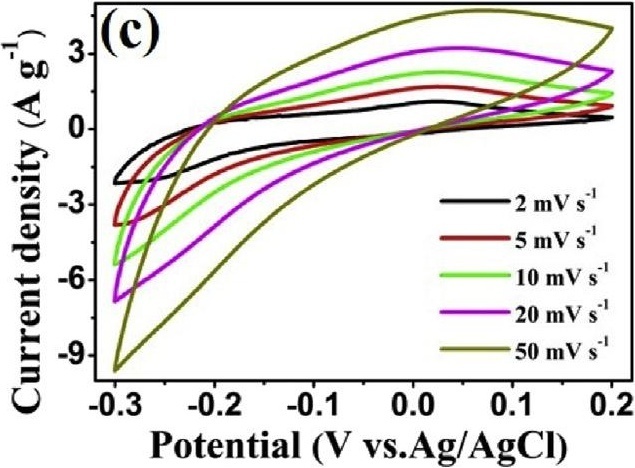 (c)
Current density (A g-1)
3
0
-3
-6
-9
2 mV s-1
5 mV s-1
10 mV s-1
20 mV s-1
50 mV s-1
-0.3 -0.2 -0.1 0.0 0.1 0.2
Potential (V vs.Ag/AgCl)